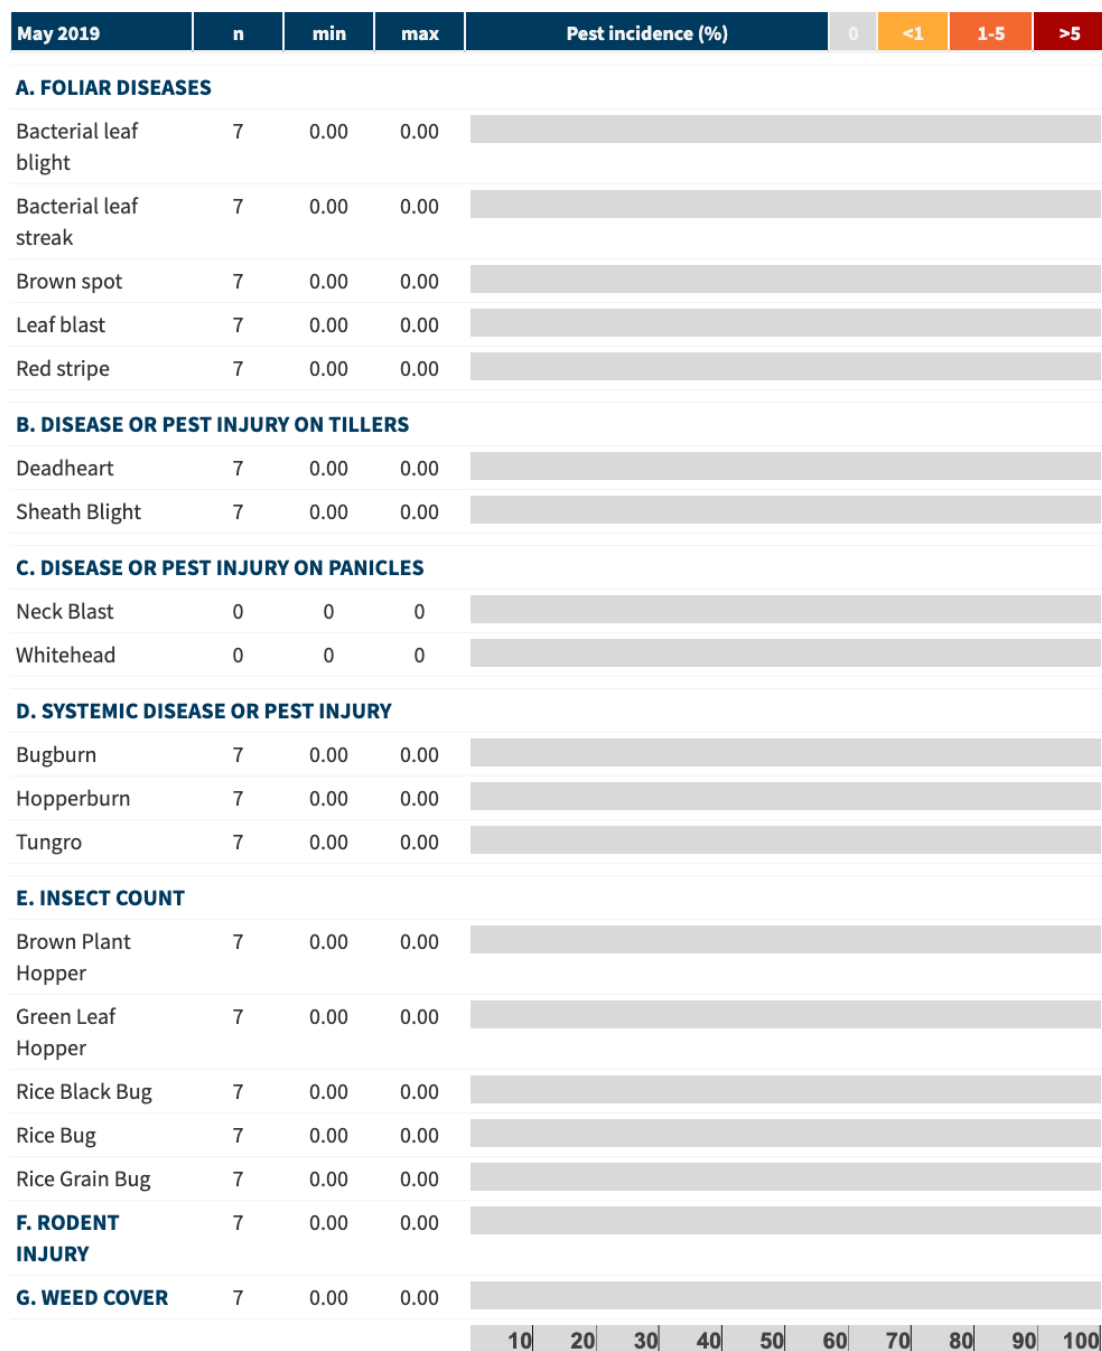 May 2019 n min max Pest incidence (%) 0 <1 1-5 >5
A. FOLIAR DISEASES
Bacterial leaf 7 0.00 0.00
blight
Bacterial leaf 7 0.00 0.00
streak
Brown spot 7 0.00 0.00
Leaf blast 7 0.00 0.00
Red stripe 7 0.00 0.00
B. DISEASE OR PEST INJURY ON TILLERS
Deadheart 7 0.00 0.00
Sheath Blight 7 0.00 0.00
C. DISEASE OR PEST INJURY ON PANICLES
Neck Blast 0 0 0
Whitehead 0 0 0
D. SYSTEMIC DISEASE OR PEST INJURY
Bugburn 7 0.00 0.00
Hopperburn 7 0.00 0.00
Tungro 7 0.00 0.00
E. INSECT COUNT
Brown Plant 7 0.00 0.00
Hopper
Green Leaf 7 0.00 0.00
Hopper
Rice Black Bug 7 0.00 0.00
Rice Bug 7 0.00 0.00
Rice Grain Bug 7 0.00 0.00
F. RODENT 7 0.00 0.00
INJURY
G. WEED COVER 7 0.00 0.00
10 20 30 40 50 60 70 80 90 100